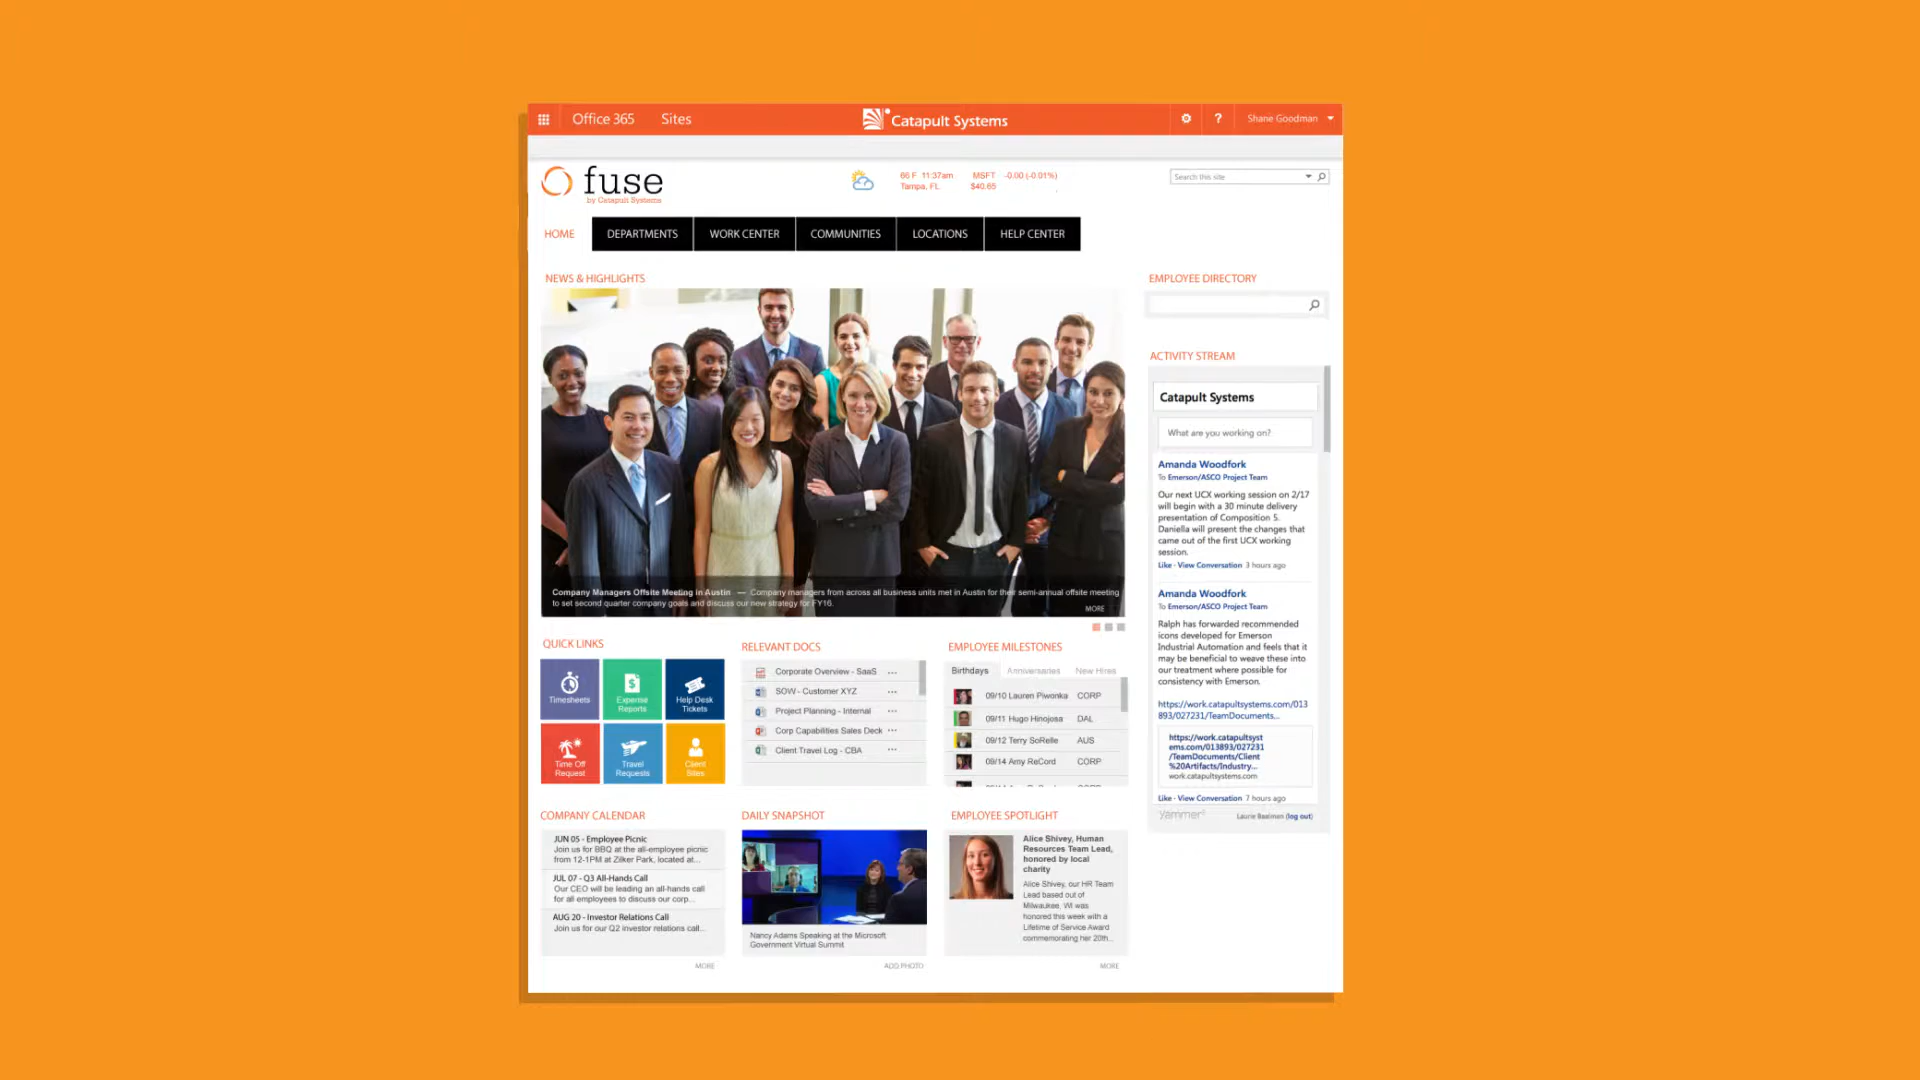 Office 365 Sites
Catapult Systems
? Shane Goodman
fuse
by Catapult Systems
66 F 11:37am
Tampa, FL
MSFT -0.00 (-0.01%)
$40.65
Search this site
HOME
DEPARTMENTS
WORK CENTER
COMMUNITIES
LOCATIONS
HELP CENTER
NEWS & HIGHLIGHTS
Company Managers Offsite Meeting in Austin — Company managers from across all business units met in Austin for their semi-annual offsite meeting
to set second quarter company goals and discuss our new strategy for FY16.
MORE
EMPLOYEE DIRECTORY
ACTIVITY STREAM
Catapult Systems
What are you working on?
Amanda Woodfork
To Emerson/ASCO Project Team
Our next UCX working session on 2/17
will begin with a 30 minute delivery
presentation of Composition 5.
Daniella will present the changes that
came out of the first UCX working
session.
Like · View Conversation 3 hours ago
Amanda Woodfork
To Emerson/ASCO Project Team
Ralph has forwarded recommended
icons developed for Emerson
Industrial Automation and feels that it
may be beneficial to weave these into
our treatment where possible for
consistency with Emerson.
https://work.catapultsystems.com/013
893/027231/TeamDocuments...
https://work.catapultsyst
ems.com/013893/027231
/TeamDocuments/Client
%20Artifacts/Industry...
work.catapultsystems.com
Like · View Conversation 7 hours ago
yammer
Laurie Baalman (log out)
QUICK LINKS
Timesheets
Expense
Reports
Help Desk
Tickets
Time Off
Request
Travel
Requests
Client
Sites
RELEVANT DOCS
Corporate Overview - SaaS ...
SOW - Customer XYZ ...
Project Planning - Internal ...
Corp Capabilities Sales Deck ...
Client Travel Log - CBA ...
EMPLOYEE MILESTONES
Birthdays Anniversaries New Hires
09/10 Lauren Piwonka CORP
09/11 Hugo Hinojosa DAL
09/12 Terry SoRelle AUS
09/14 Amy ReCord CORP
COMPANY CALENDAR
JUN 05 - Employee Picnic
Join us for BBQ at the all-employee picnic
from 12-1PM at Zilker Park, located at...
JUL 07 - Q3 All-Hands Call
Our CEO will be leading an all-hands call
for all employees to discuss our corp...
AUG 20 - Investor Relations Call
Join us for our Q2 investor relations call...
MORE
DAILY SNAPSHOT
Nancy Adams Speaking at the Microsoft
Government Virtual Summit
ADD PHOTO
EMPLOYEE SPOTLIGHT
Alice Shivey, Human
Resources Team Lead,
honored by local
charity
Alice Shivey, our HR Team
Lead based out of
Milwaukee, WI was
honored this week with a
Lifetime of Service Award
commemorating her 20th...
MORE